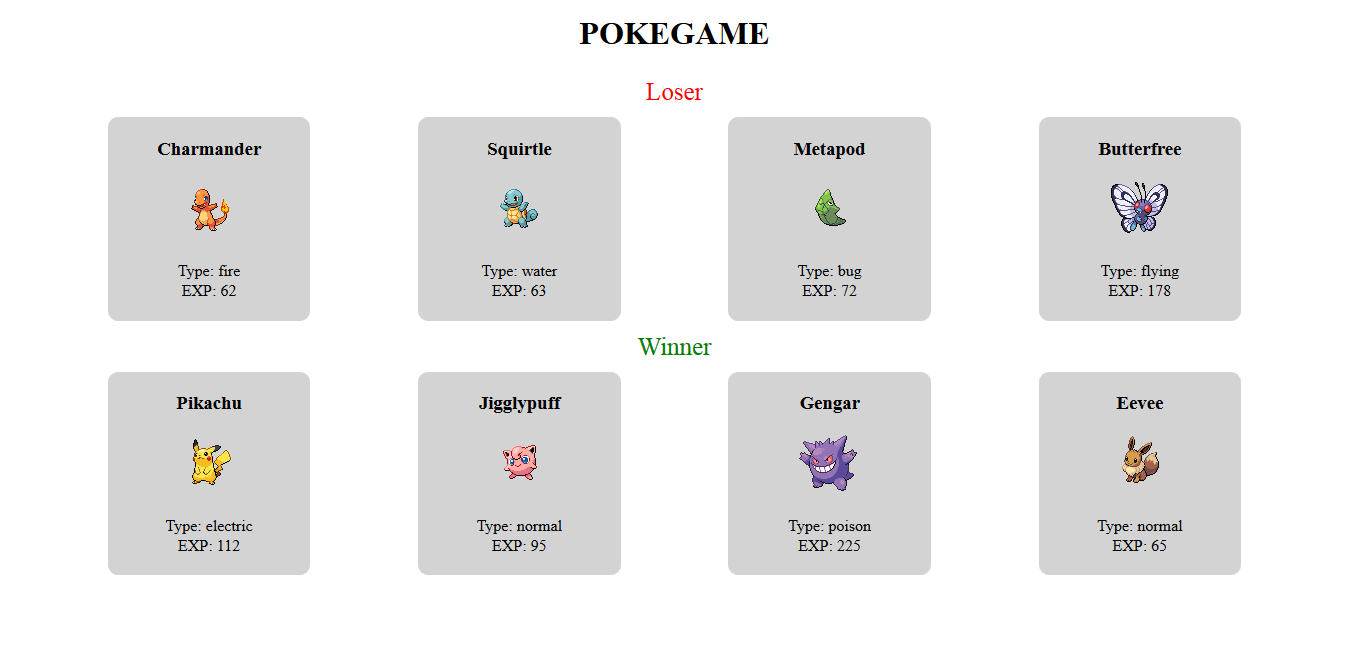 POKEGAME
Loser
Charmander
Type: fire
EXP: 62
Squirtle
Type: water
EXP: 63
Metapod
Type: bug
EXP: 72
Butterfree
Type: flying
EXP: 178
Winner
Pikachu
Type: electric
EXP: 112
Jigglypuff
Type: normal
EXP: 95
Gengar
Type: poison
EXP: 225
Eevee
Type: normal
EXP: 65